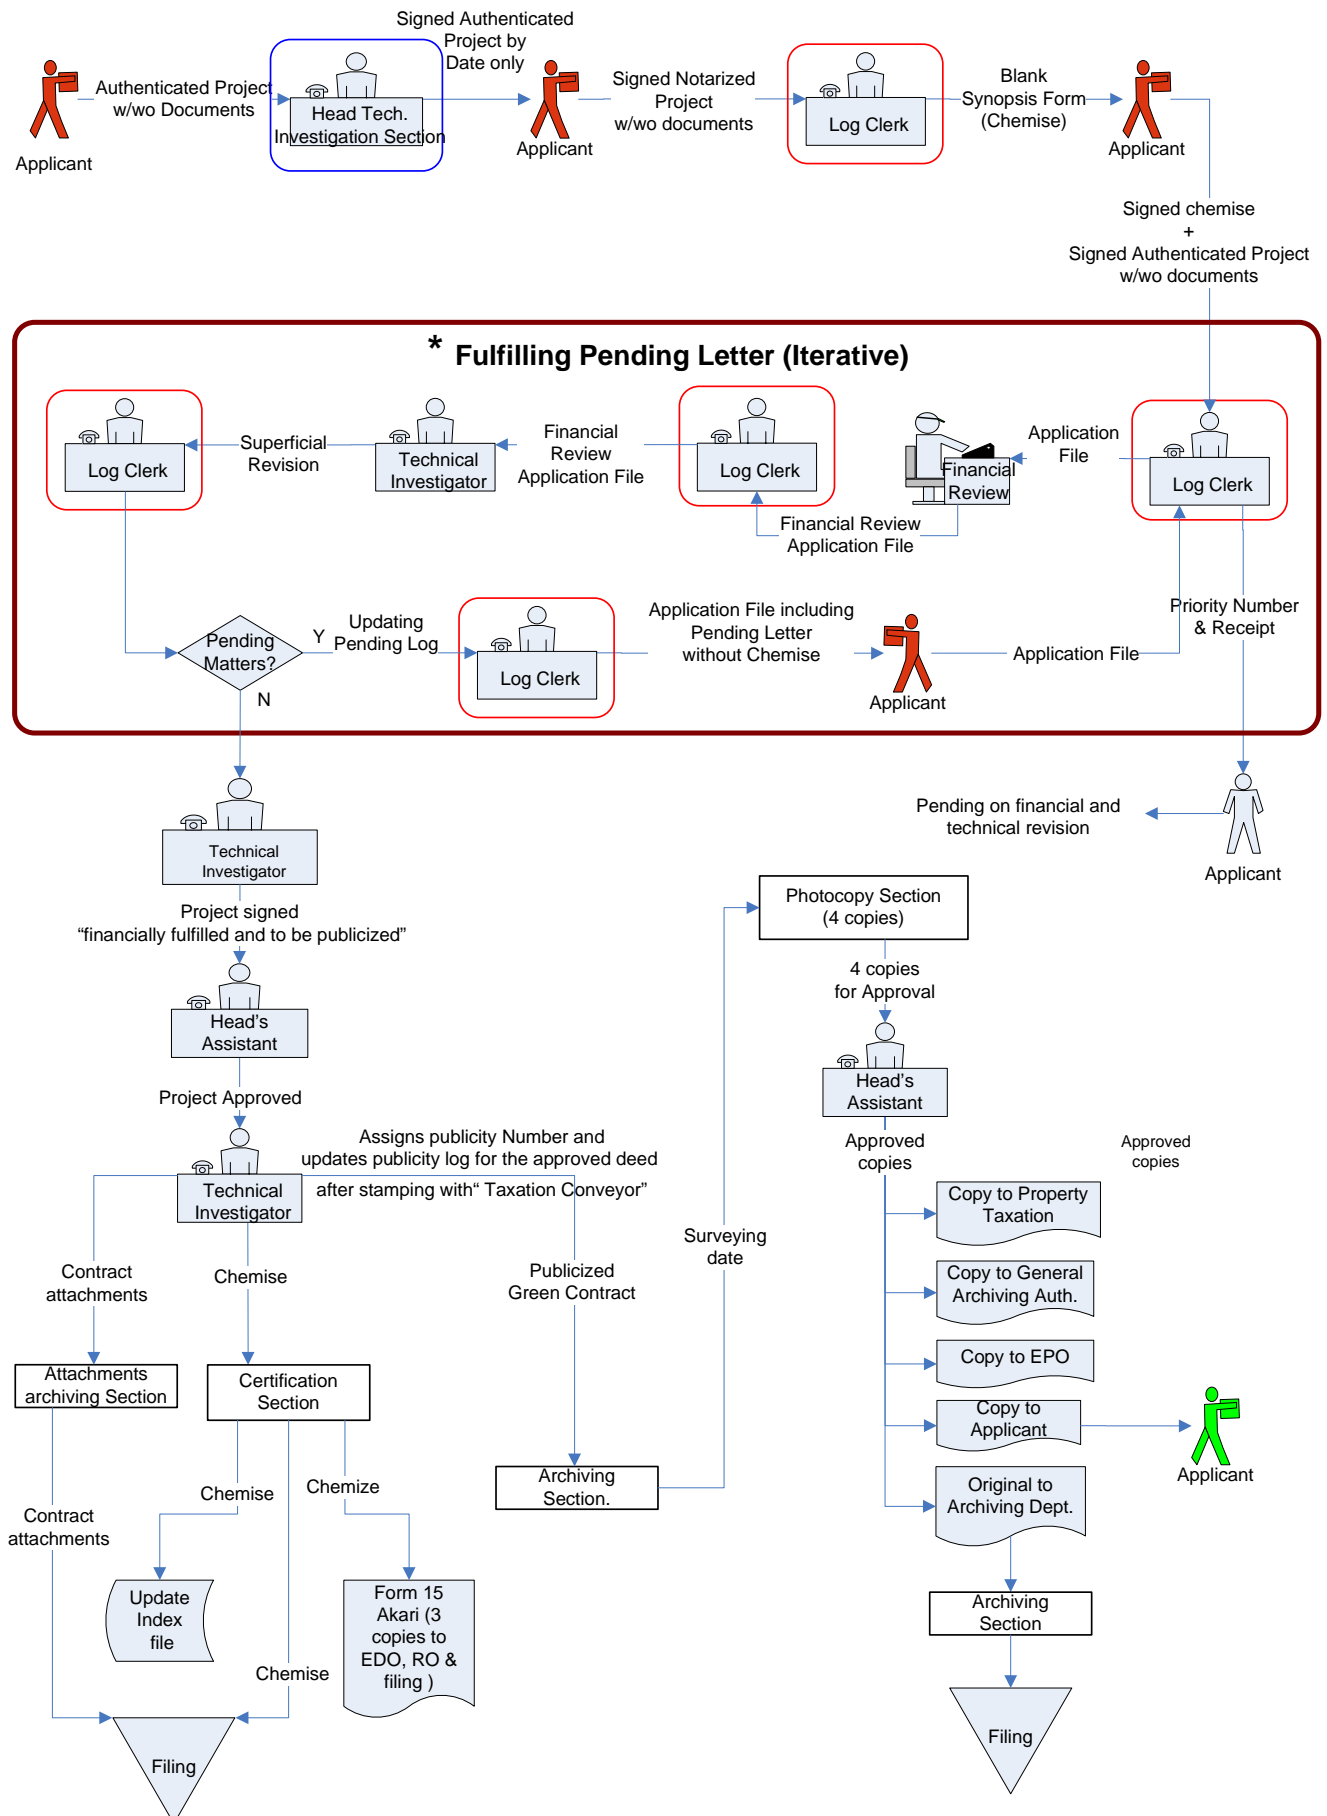 Signed Authenticated
Project by
Date only
Authenticated Project
w/wo Documents
Applicant
Head Tech.
Investigation Section
Applicant
Signed Notarized
Project
w/wo documents
Log Clerk
Blank
Synopsis Form
(Chemise)
Applicant
Signed chemise
+
Signed Authenticated Project
w/wo documents
* Fulfilling Pending Letter (Iterative)
Log Clerk
Superficial
Revision
Technical
Investigator
Financial
Review
Application File
Log Clerk
Financial Review
Application File
Financial
Review
Application
File
Log Clerk
Pending
Matters?
Y
N
Updating
Pending Log
Log Clerk
Application File including
Pending Letter
without Chemise
Applicant
Application File
Priority Number
& Receipt
Pending on financial and
technical revision
Applicant
Technical
Investigator
Project signed
“financially fulfilled and to be publicized”
Head’s
Assistant
Project Approved
Technical
Investigator
Assigns publicity Number and
updates publicity log for the approved deed
after stamping with“ Taxation Conveyor”
Contract
attachments
Chemise
Publicized
Green Contract
Attachments
archiving Section
Certification
Section
Archiving
Section.
Surveying
date
Contract
attachments
Chemise
Chemize
Update
Index
file
Form 15
Akari (3
copies to
EDO, RO &
filing )
Chemise
Filing
Photocopy Section
(4 copies)
4 copies
for Approval
Head’s
Assistant
Approved
copies
Approved
copies
Copy to Property
Taxation
Copy to General
Archiving Auth.
Copy to EPO
Copy to
Applicant
Applicant
Original to
Archiving Dept.
Archiving
Section
Filing